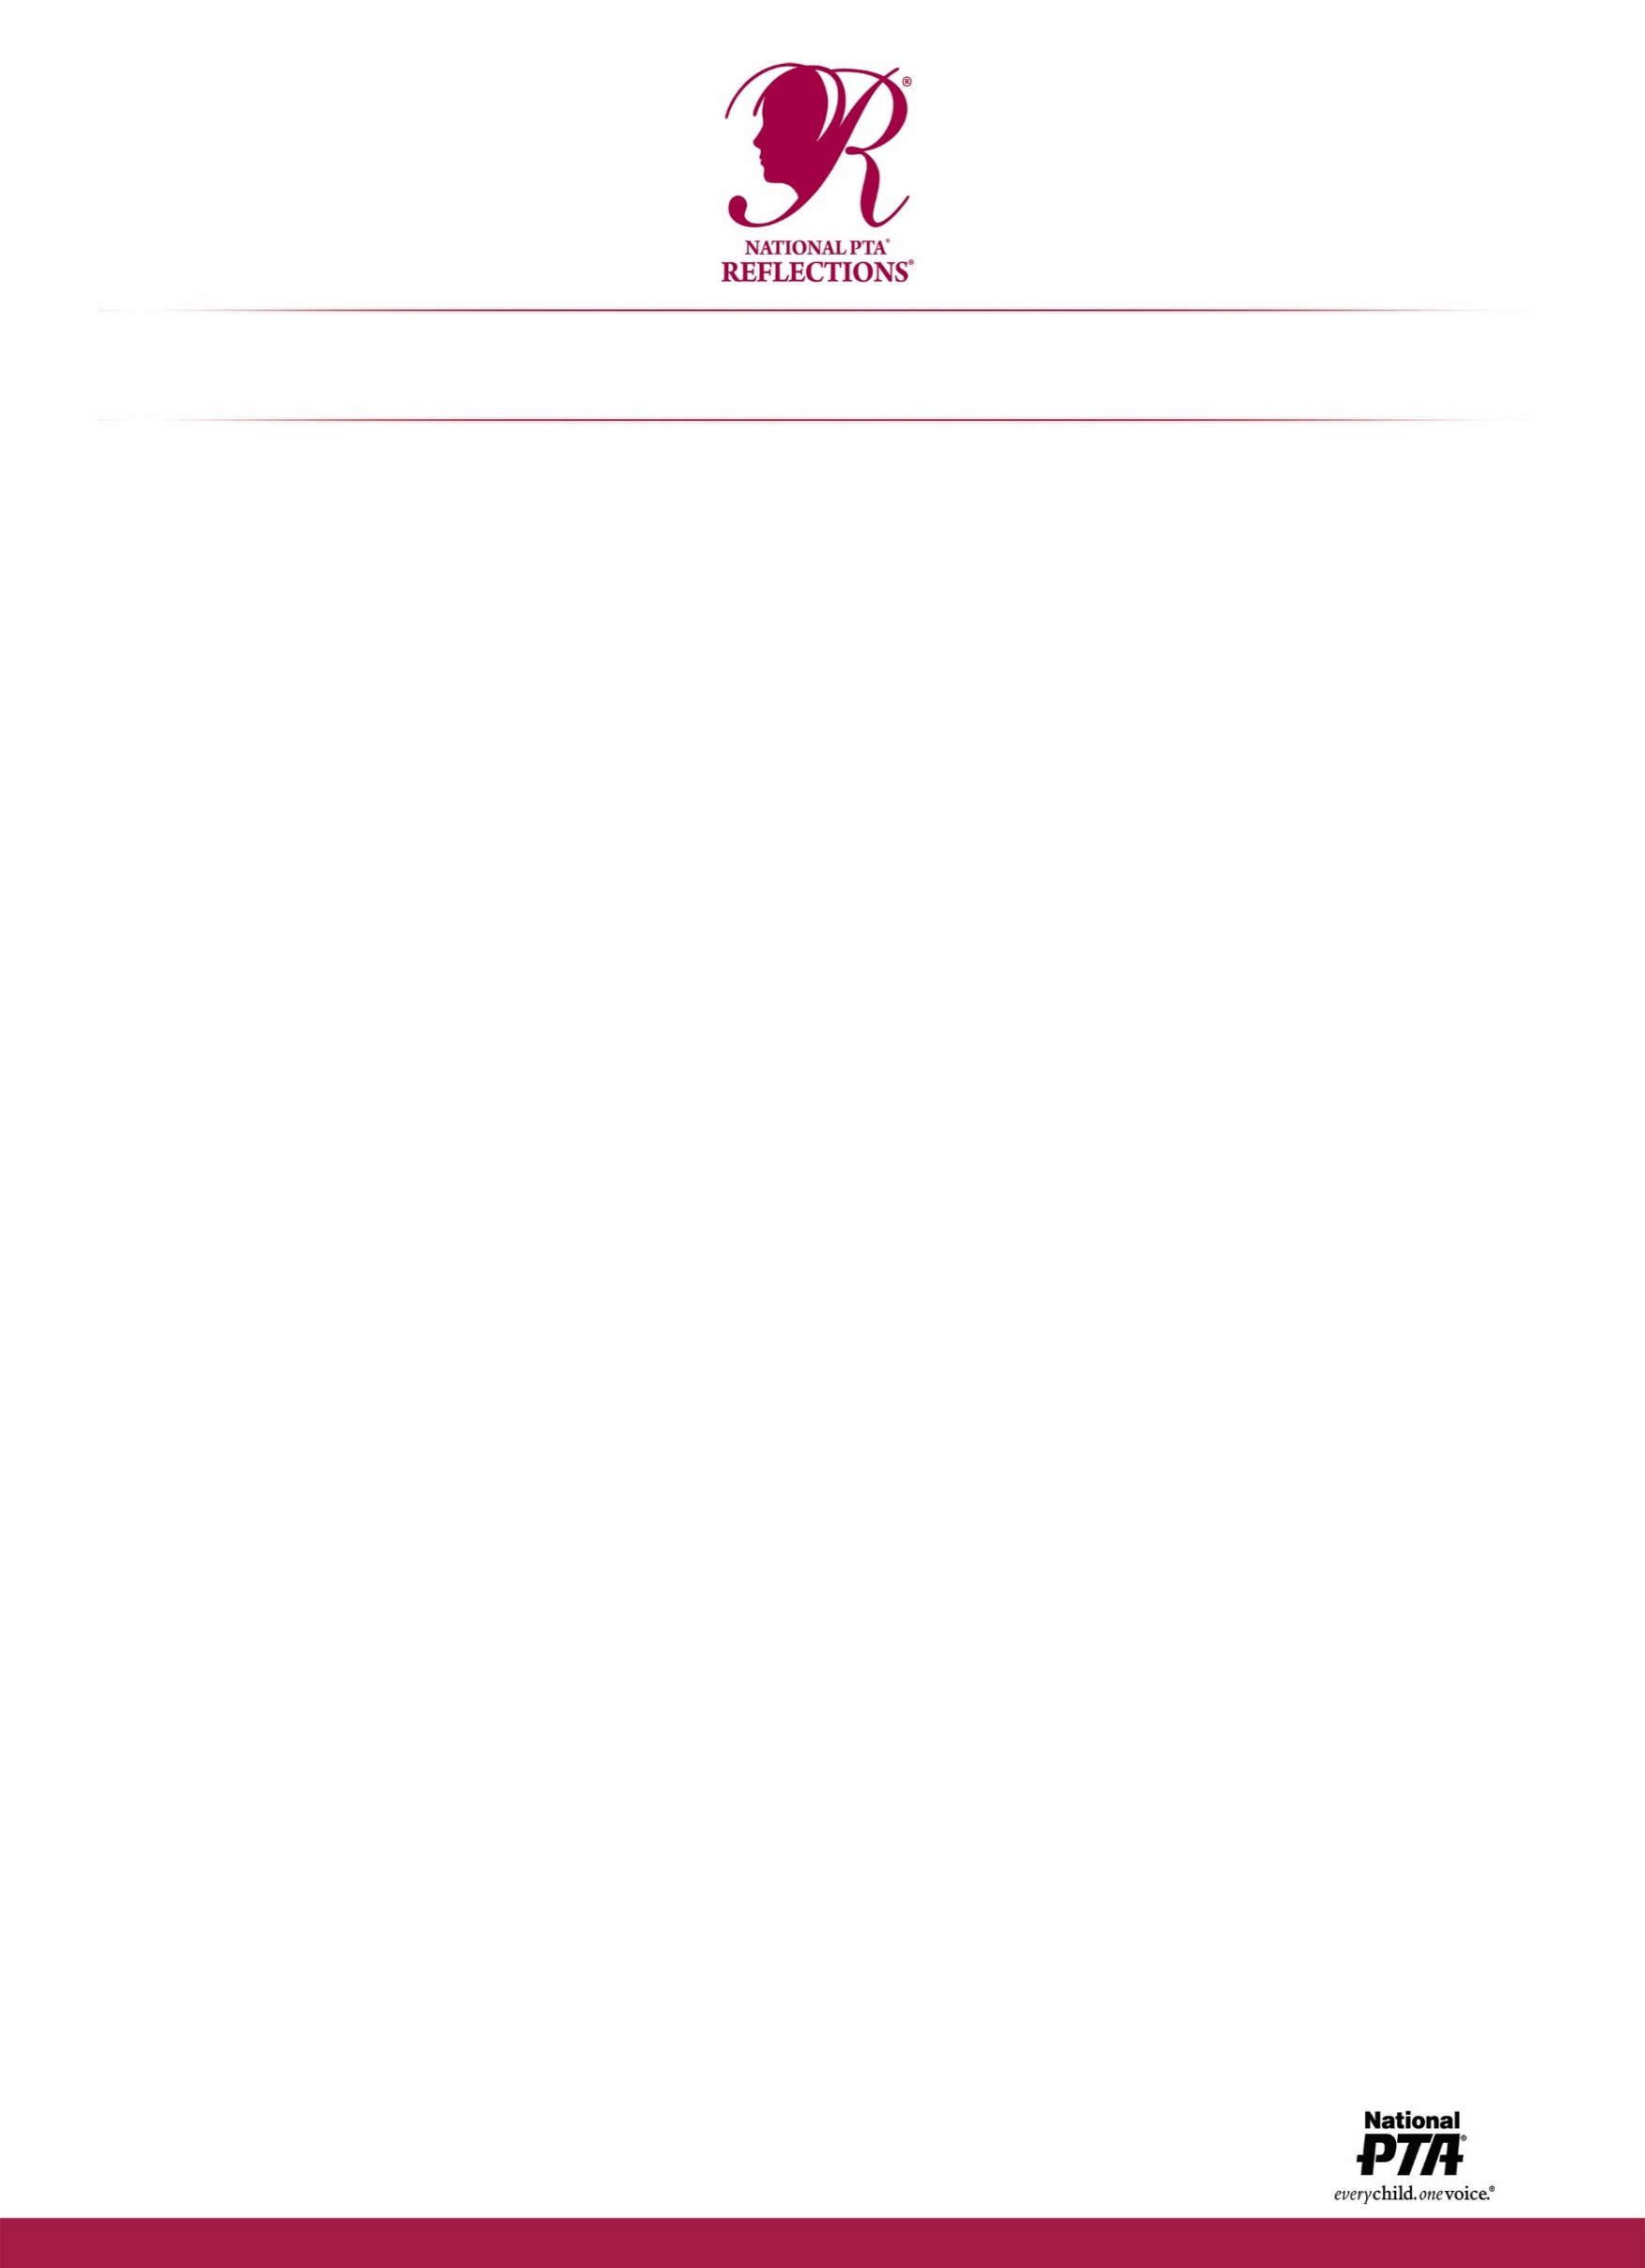 R®
NATIONAL PTA®
REFLECTIONS®
National
PTA®
everychild.onevoice.®